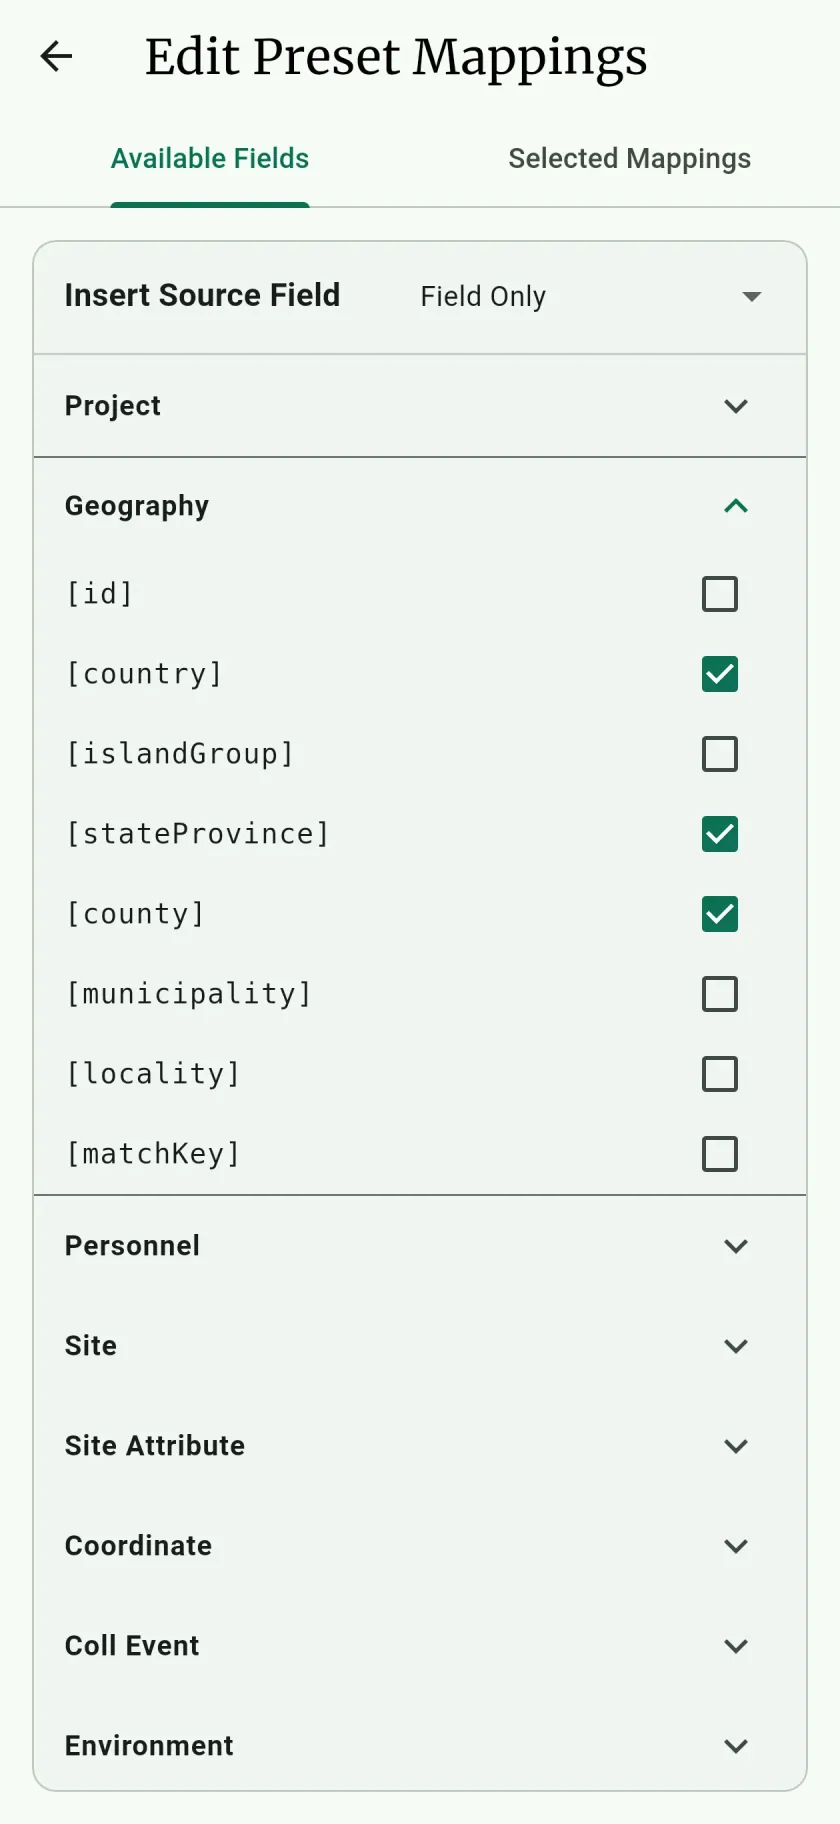 Edit Preset Mappings
Available Fields
Selected Mappings
Insert Source Field
Field Only
Project
Geography
[id]
[country]
[islandGroup]
[stateProvince]
[county]
[municipality]
[locality]
[matchKey]
Personnel
Site
Site Attribute
Coordinate
Coll Event
Environment